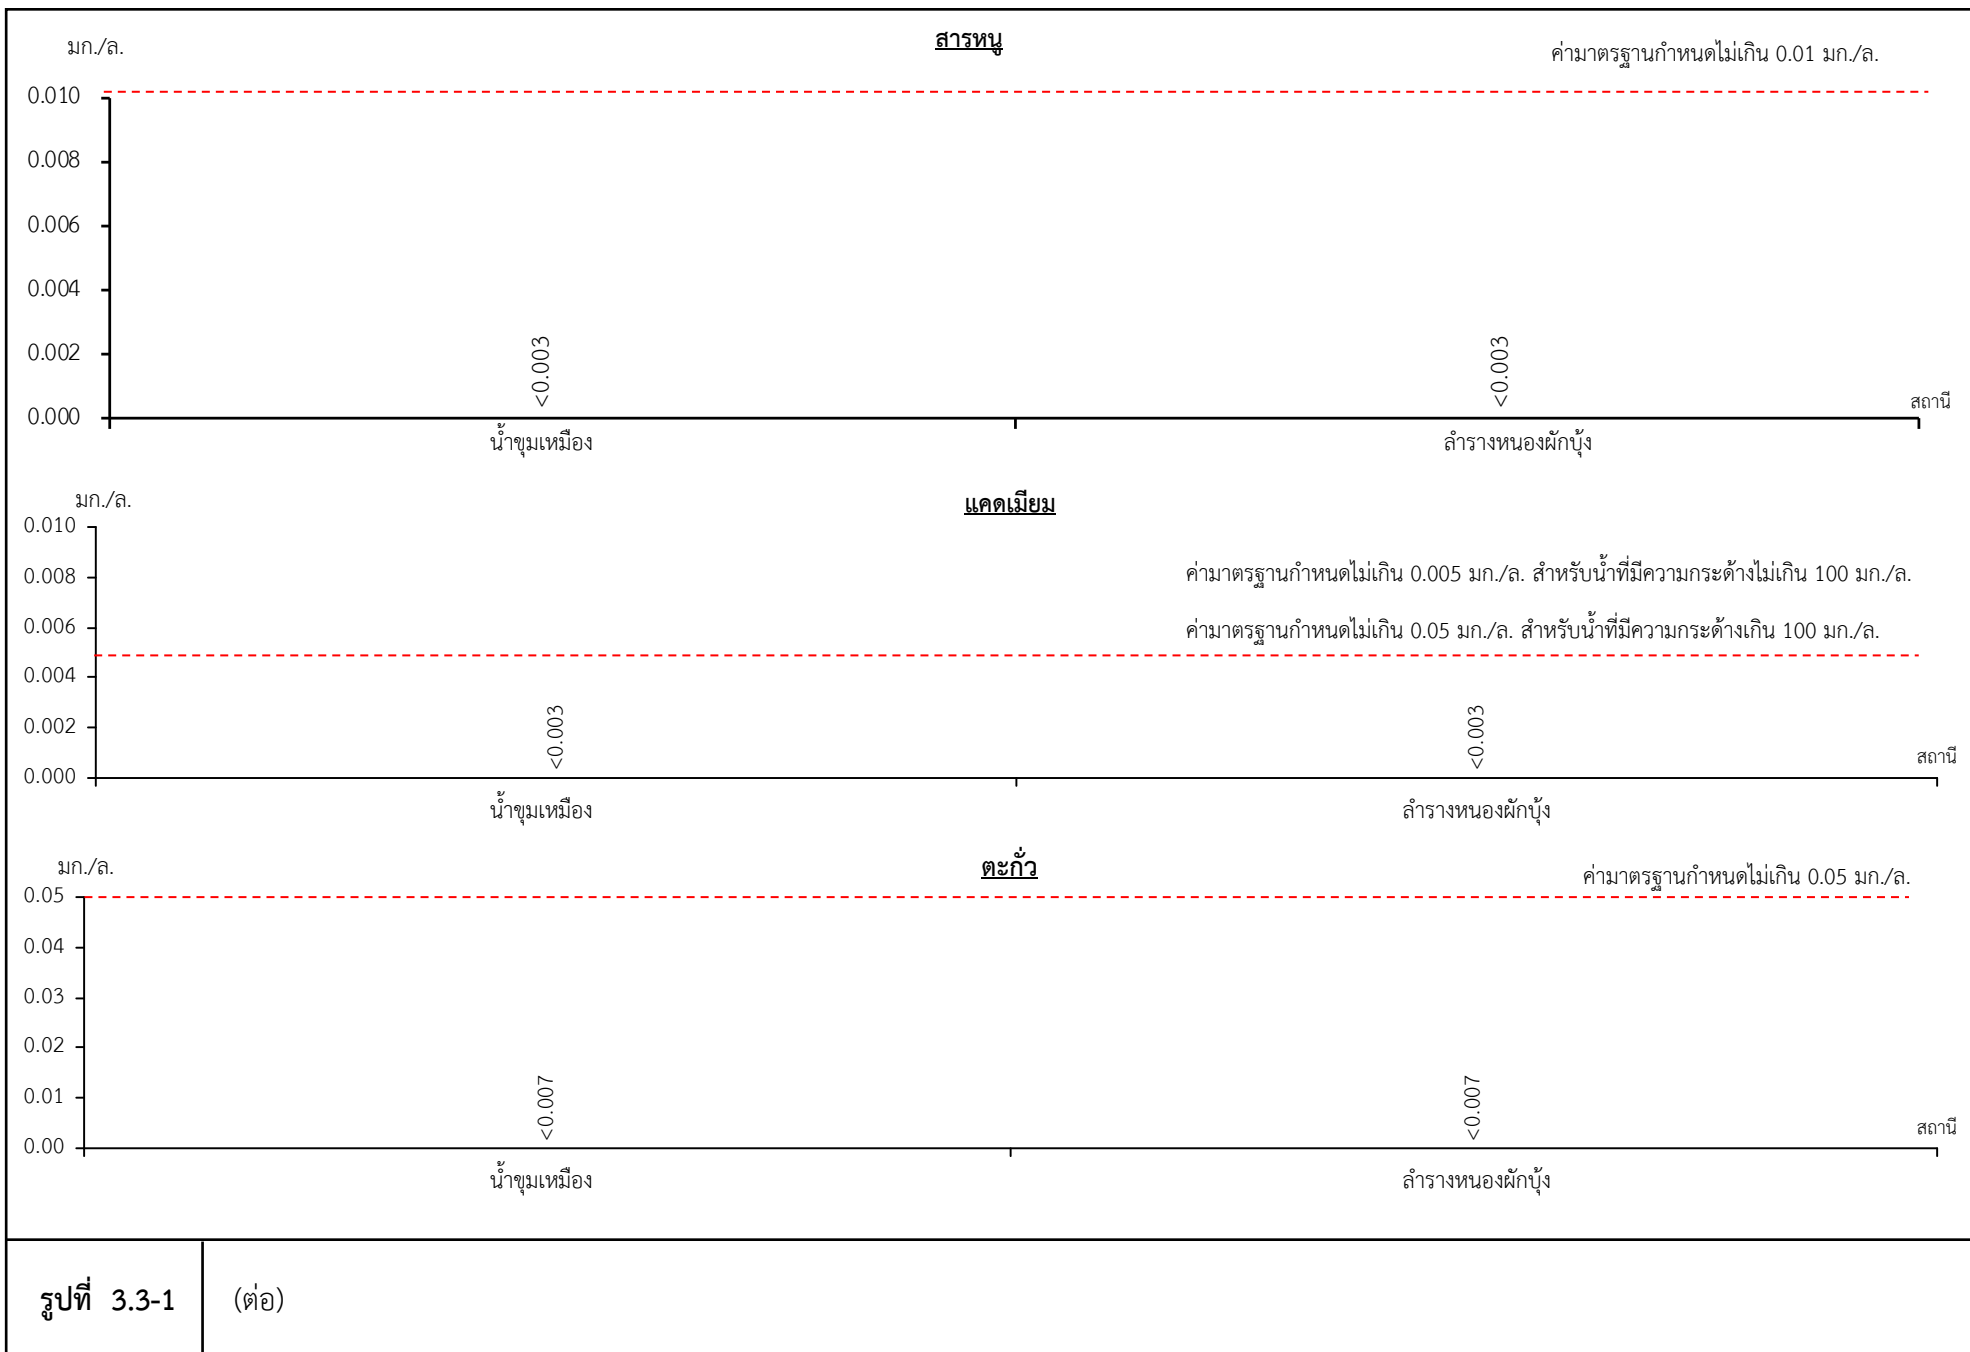 มก./ล.
สารหนู
ค่ามาตรฐานกำหนดไม่เกิน 0.01 มก./ล.
0.010
0.008
0.006
0.004
0.002
0.000
<0.003
<0.003
สถานี
น้ำขุมเหมือง
ลำรางหนองผักบุ้ง
มก./ล.
แคดเมียม
0.010
0.008
0.006
0.004
0.002
0.000
ค่ามาตรฐานกำหนดไม่เกิน 0.005 มก./ล. สำหรับน้ำที่มีความกระด้างไม่เกิน 100 มก./ล.
ค่ามาตรฐานกำหนดไม่เกิน 0.05 มก./ล. สำหรับน้ำที่มีความกระด้างเกิน 100 มก./ล.
<0.003
<0.003
สถานี
น้ำขุมเหมือง
ลำรางหนองผักบุ้ง
มก./ล.
ตะกั่ว
ค่ามาตรฐานกำหนดไม่เกิน 0.05 มก./ล.
0.05
0.04
0.03
0.02
0.01
0.00
<0.007
<0.007
สถานี
น้ำขุมเหมือง
ลำรางหนองผักบุ้ง
รูปที่ 3.3-1
(ต่อ)